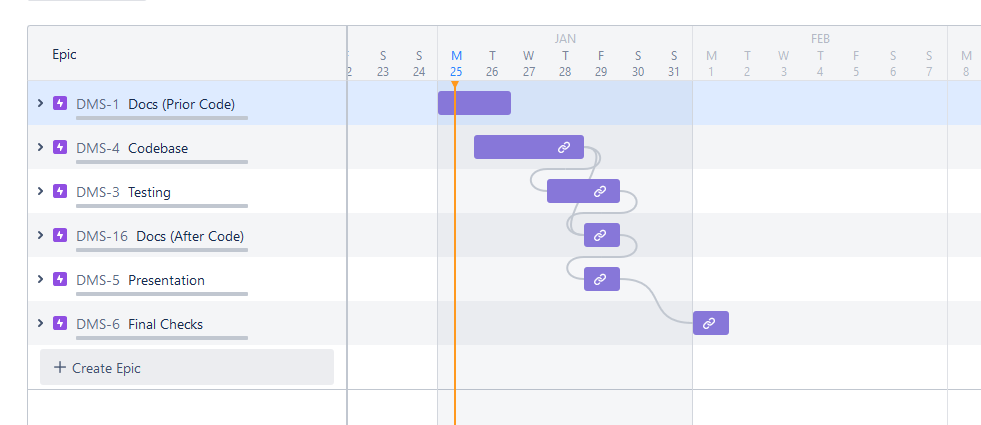 JAN FEB
Epic
F S S M T W T F S S M T W T F S S M
2 23 24 25 26 27 28 29 30 31 1 2 3 4 5 6 7 8
DMS-1 Docs (Prior Code)
DMS-4 Codebase
DMS-3 Testing
DMS-16 Docs (After Code)
DMS-5 Presentation
DMS-6 Final Checks
+ Create Epic